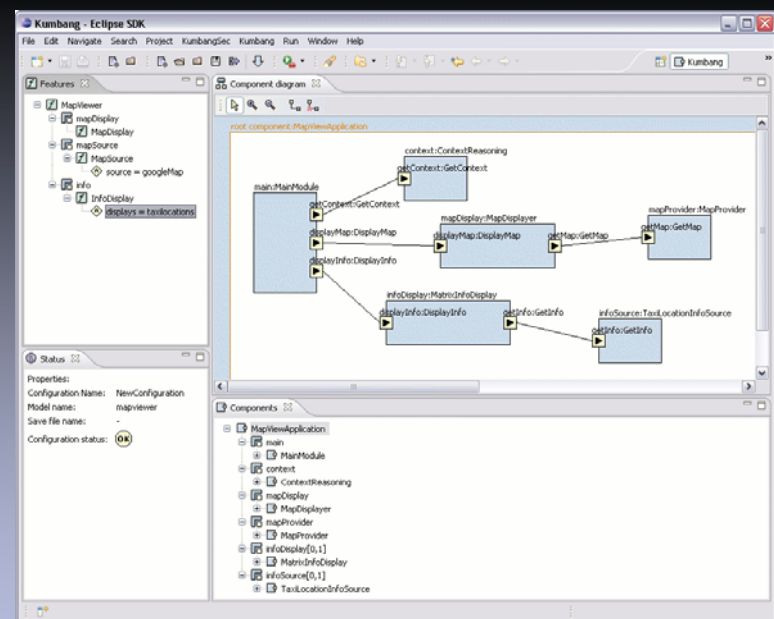 Kumbang - Eclipse SDK
File Edit Navigate Search Project KumbangSec Kumbang Run Window Help
Kumbang
Features
MapViewer
mapDisplay
MapDisplay
mapSource
MapSource
source = googleMap
info
InfoDisplay
displays = taxilocations
Status
Properties:
Configuration Name: NewConfiguration
Model name: mapviewer
Save file name: -
Configuration status: OK
Component diagram
root component:MapViewApplication
context:ContextReasoning
getContext:GetContext
main:MainModule
getContext:GetContext
displayMap:DisplayMap
displayInfo:DisplayInfo
mapDisplay:MapDisplayer
displayMap:DisplayMap
getMap:GetMap
mapProvider:MapProvider
getMap:GetMap
infoDisplay:MatrixInfoDisplay
displayInfo:DisplayInfo
getInfo:GetInfo
infoSource:TaxiLocationInfoSource
getInfo:GetInfo
Components
MapViewApplication
main
MainModule
context
ContextReasoning
mapDisplay
MapDisplayer
mapProvider
MapProvider
infoDisplay[0,1]
MatrixInfoDisplay
infoSource[0,1]
TaxiLocationInfoSource